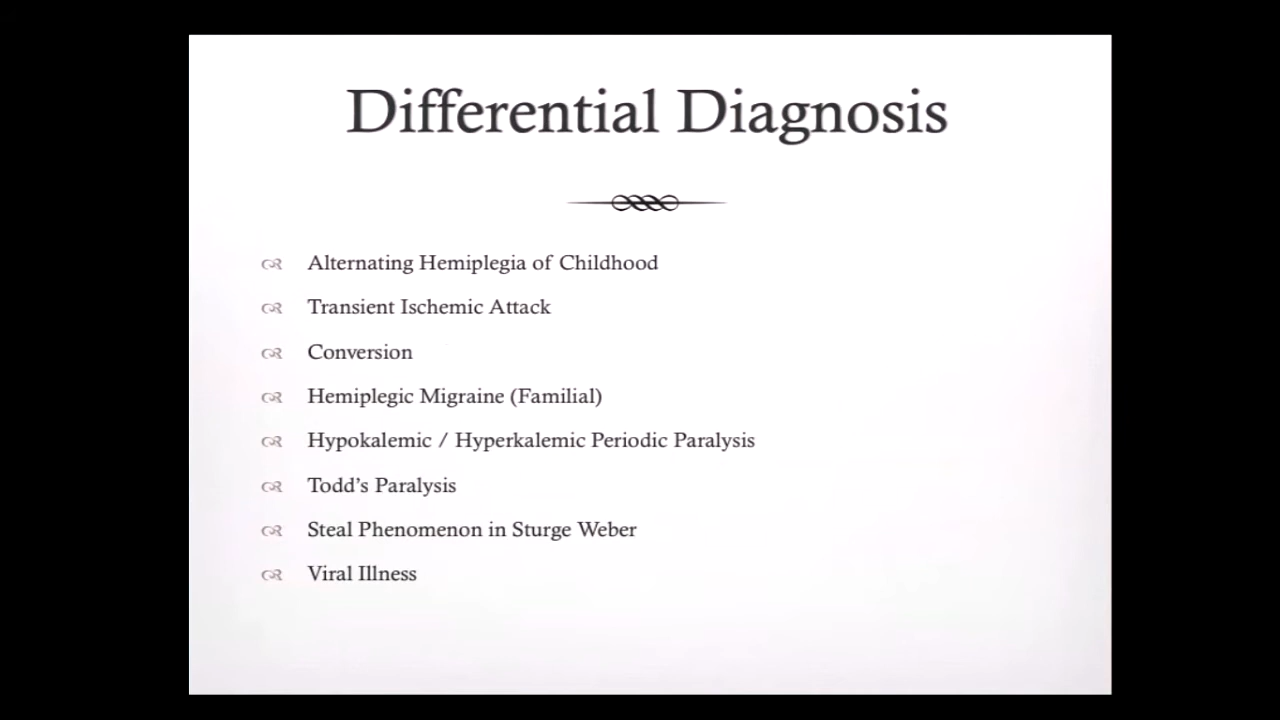 Differential Diagnosis
Alternating Hemiplegia of Childhood
Transient Ischemic Attack
Conversion
Hemiplegic Migraine (Familial)
Hypokalemic / Hyperkalemic Periodic Paralysis
Todd’s Paralysis
Steal Phenomenon in Sturge Weber
Viral Illness